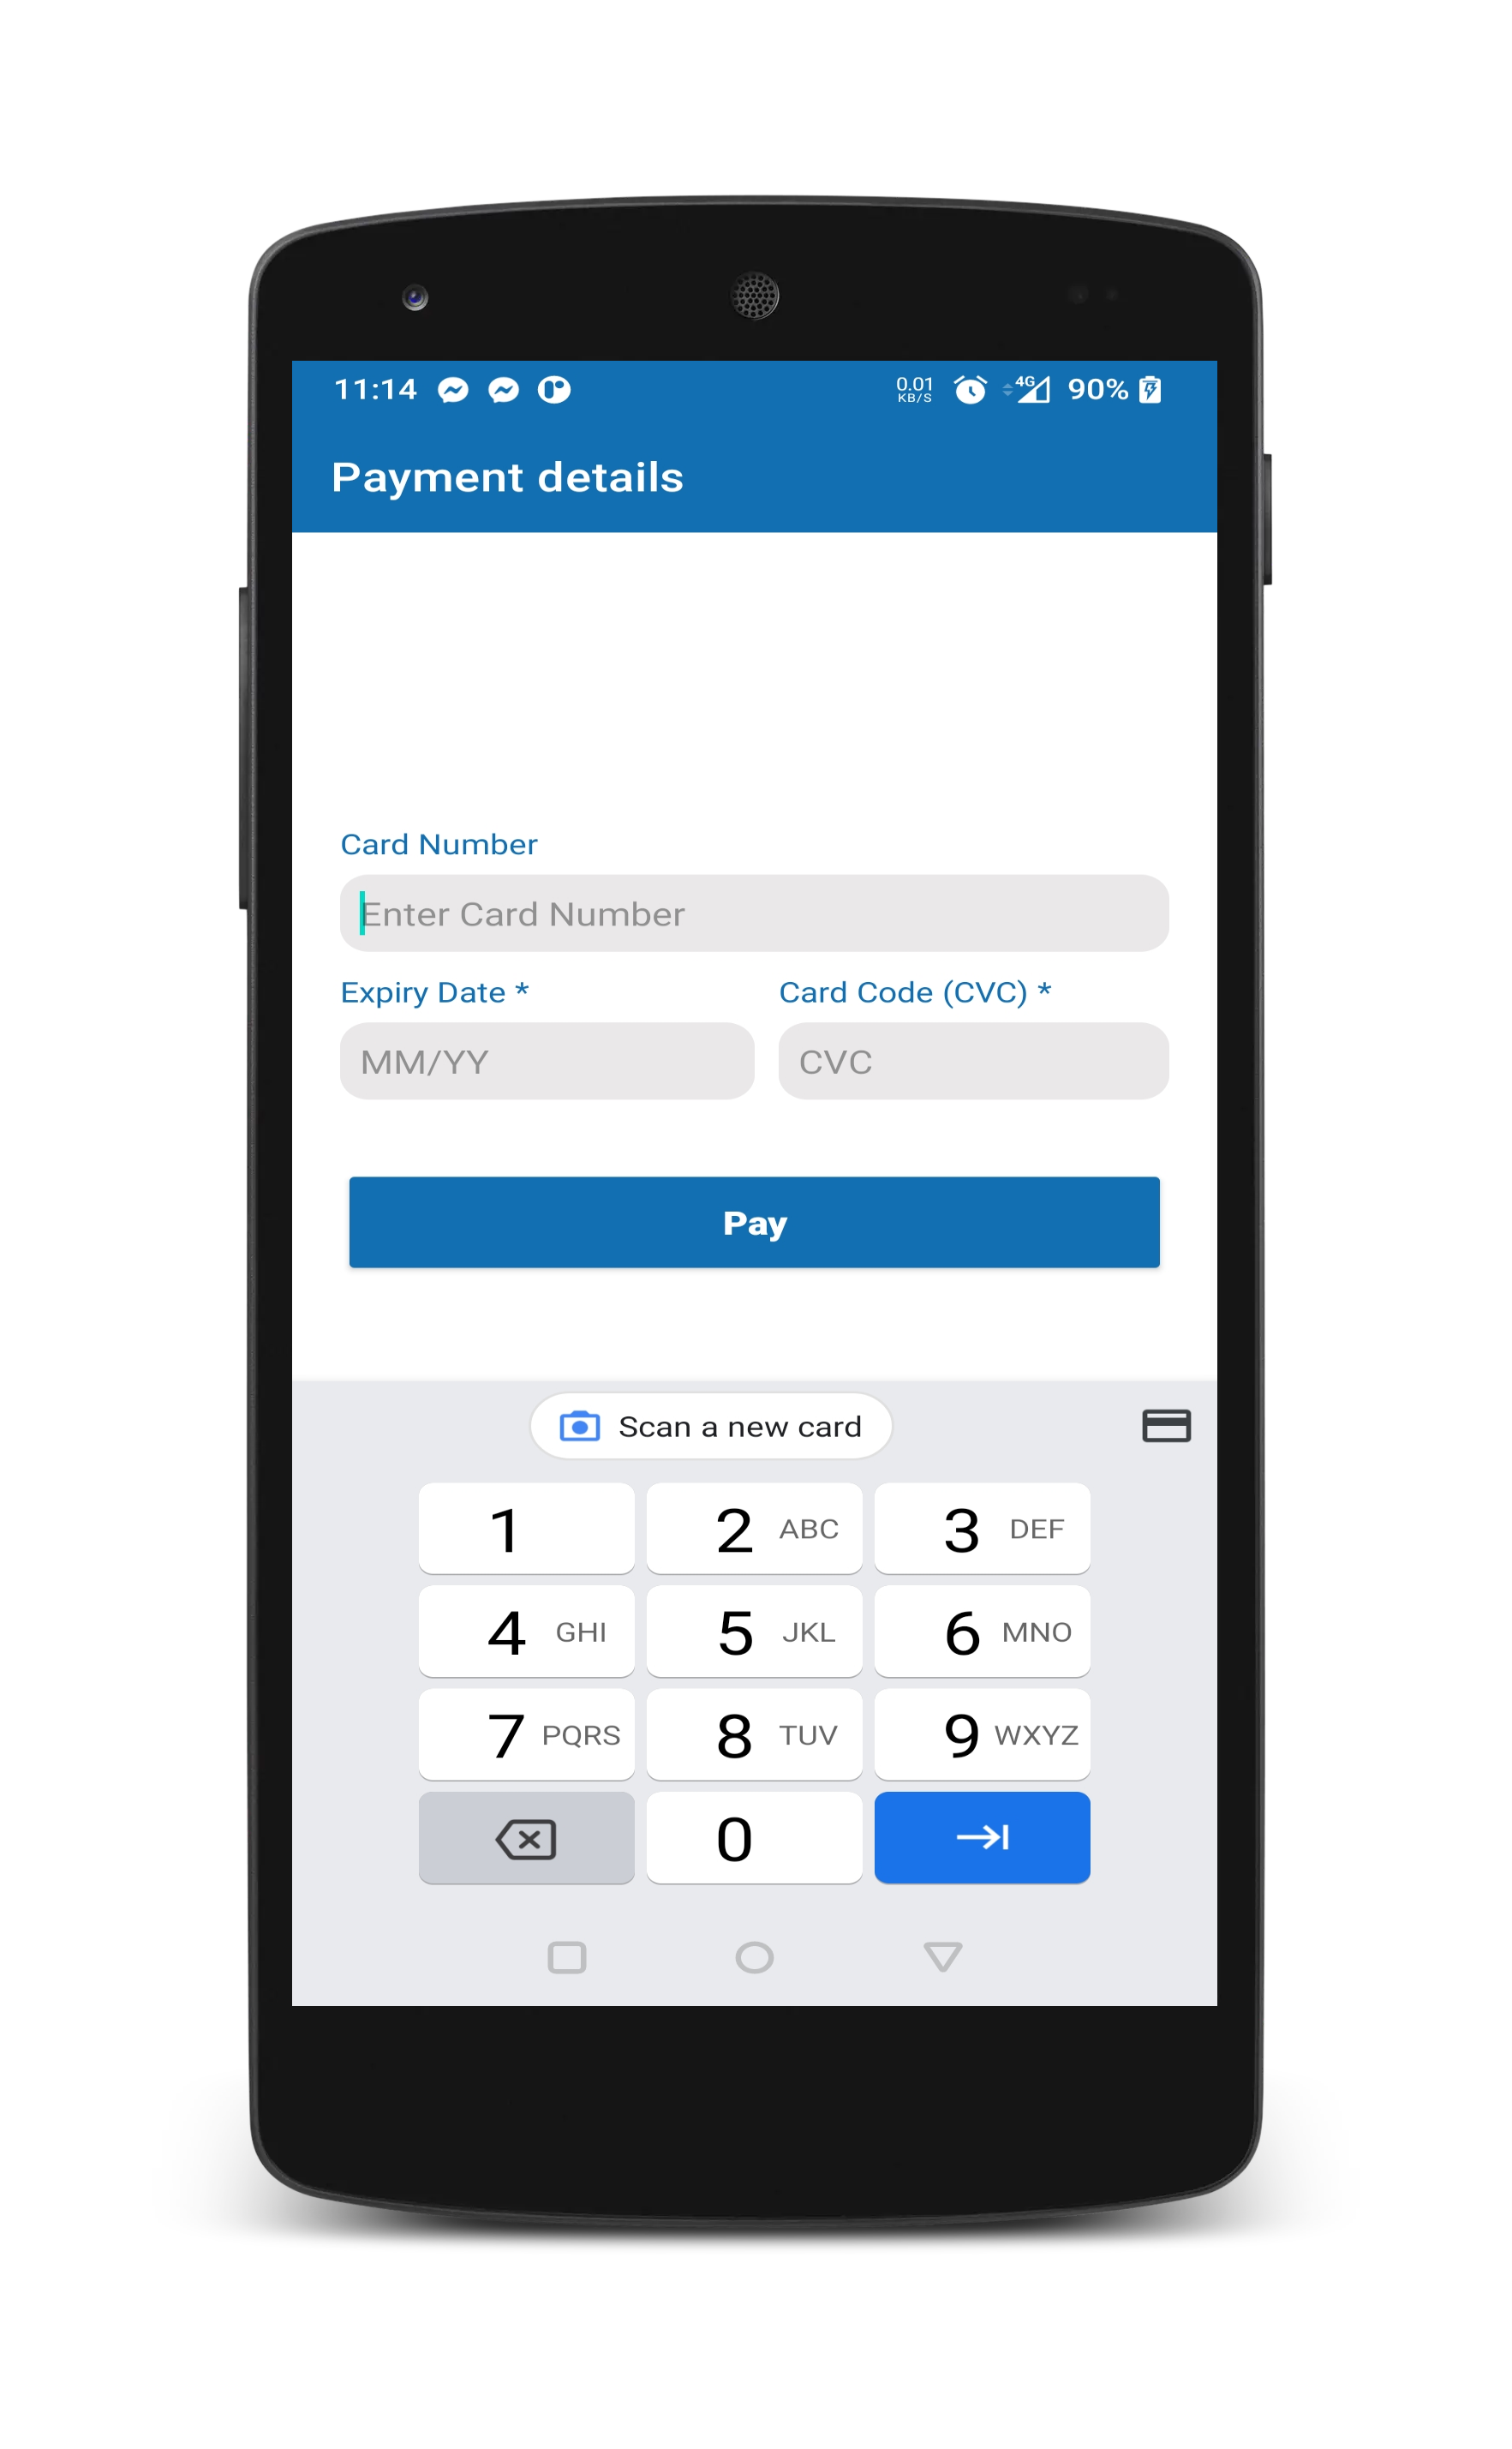 11:14 0.01 KB/S 4G 90%
Payment details
Card Number
Enter Card Number
Expiry Date * Card Code (CVC) *
MM/YY CVC
Pay
Scan a new card
1 2 ABC 3 DEF
4 GHI 5 JKL 6 MNO
7 PQRS 8 TUV 9 WXYZ
0